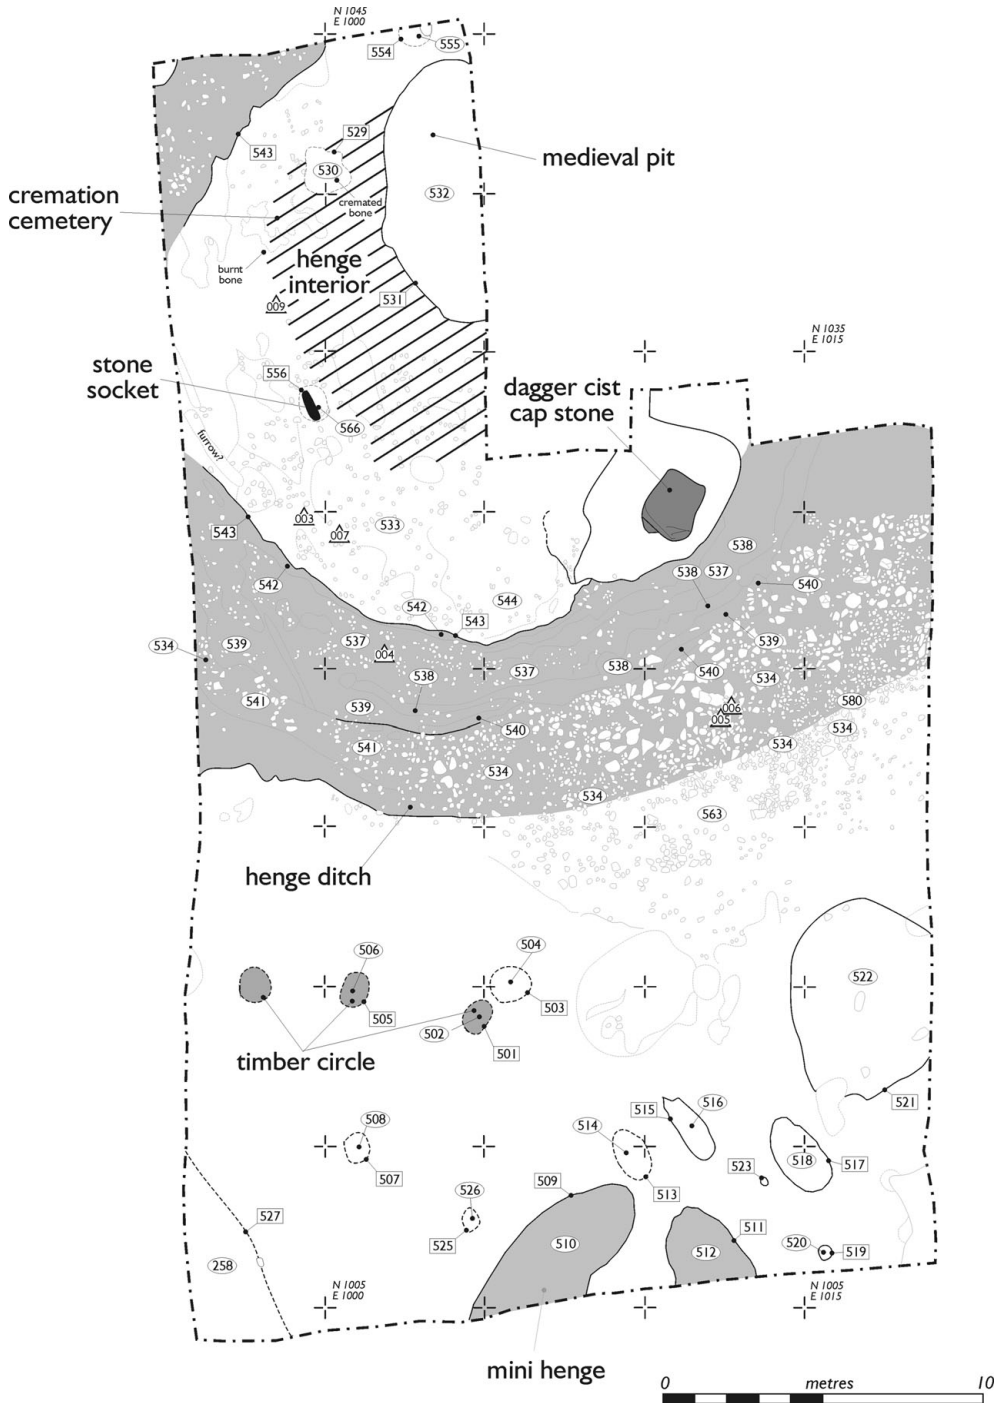 N 1045
E 1000
554
555
529
543
medieval pit
530
532
cremation
cemetery
cremated
bone
burnt
bone
henge
interior
009
531
N 1035
E 1015
stone
socket
556
566
dagger cist
cap stone
furrow?
003
007
533
543
538
542
538
537
540
544
542
543
539
534
539
537
004
537
538
540
534
538
541
539
006
580
005
541
540
534
534
534
534
563
henge ditch
506
504
522
505
503
502
501
timber circle
521
515
516
508
514
518
517
507
523
513
526
509
527
525
510
511
512
520
519
258
N 1005
E 1000
N 1005
E 1015
mini henge
0 metres 10